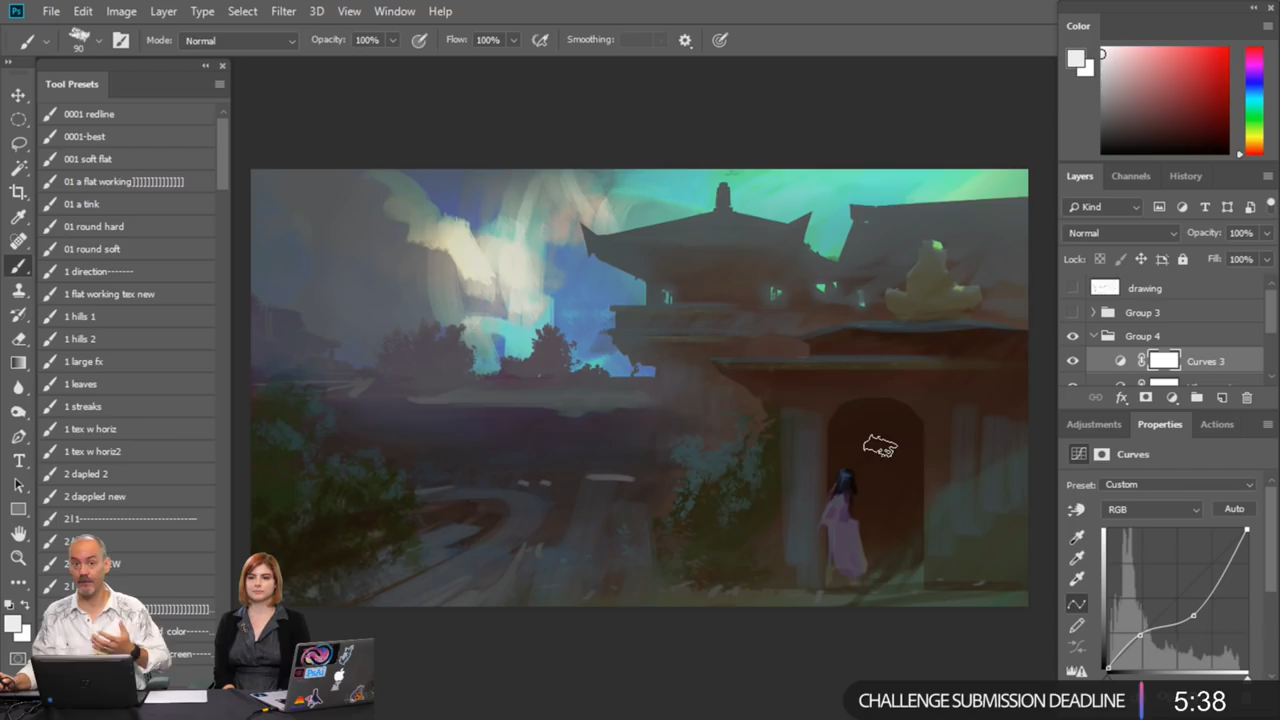 Ps File Edit Image Layer Type Select Filter 3D View Window Help
90 Mode: Normal Opacity: 100% Flow: 100% Smoothing:
Tool Presets
0001 redline
0001-best
001 soft flat
01 a flat working]]]]]]]]]]]]]]
01 a tink
01 round hard
01 round soft
1 direction-------
1 flat working tex new
1 hills 1
1 hills 2
1 large fx
1 leaves
1 streaks
1 tex w horiz
1 tex w horiz2
2 dapled 2
2 dappled new
Color
Layers Channels History
Kind
Normal Opacity: 100%
Lock: Fill: 100%
drawing
Group 3
Group 4
Curves 3
fx
Adjustments Properties Actions
Curves
Preset: Custom
RGB Auto
PsAi
CHALLENGE SUBMISSION DEADLINE 5:38